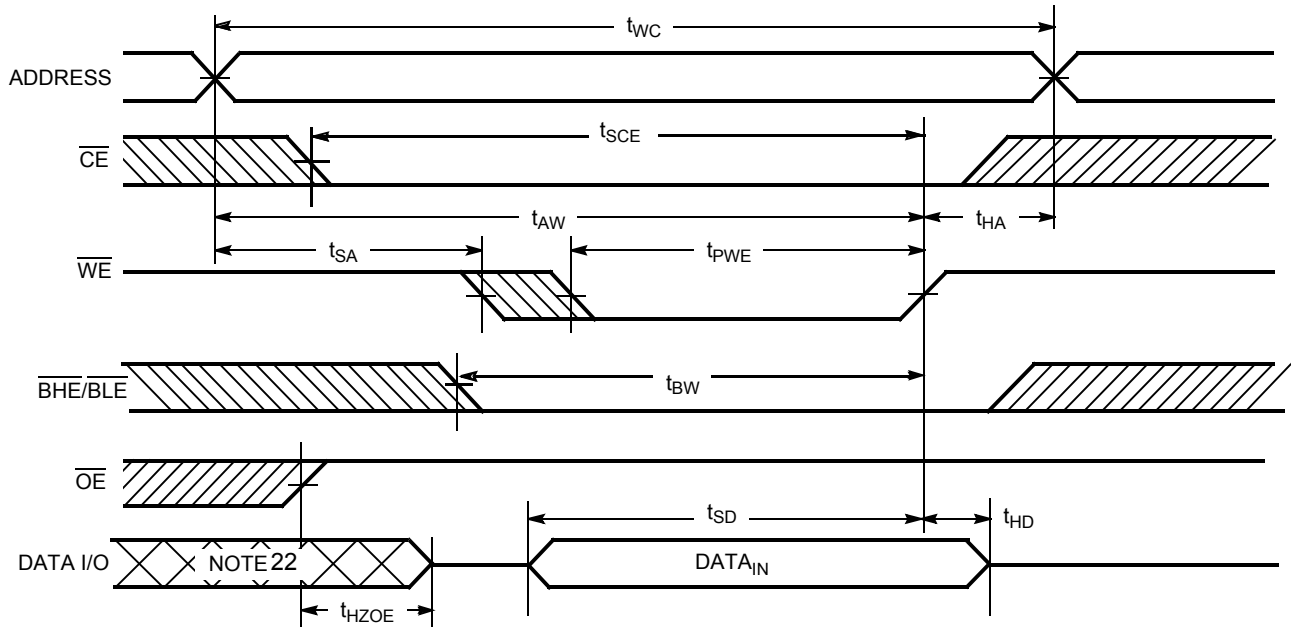 tWC
ADDRESS
tSCE
CE
tAW
tHA
tSA
tPWE
WE
BHE/BLE
tBW
OE
tSD
tHD
DATA I/O
NOTE 22
DATAIN
tHZOE